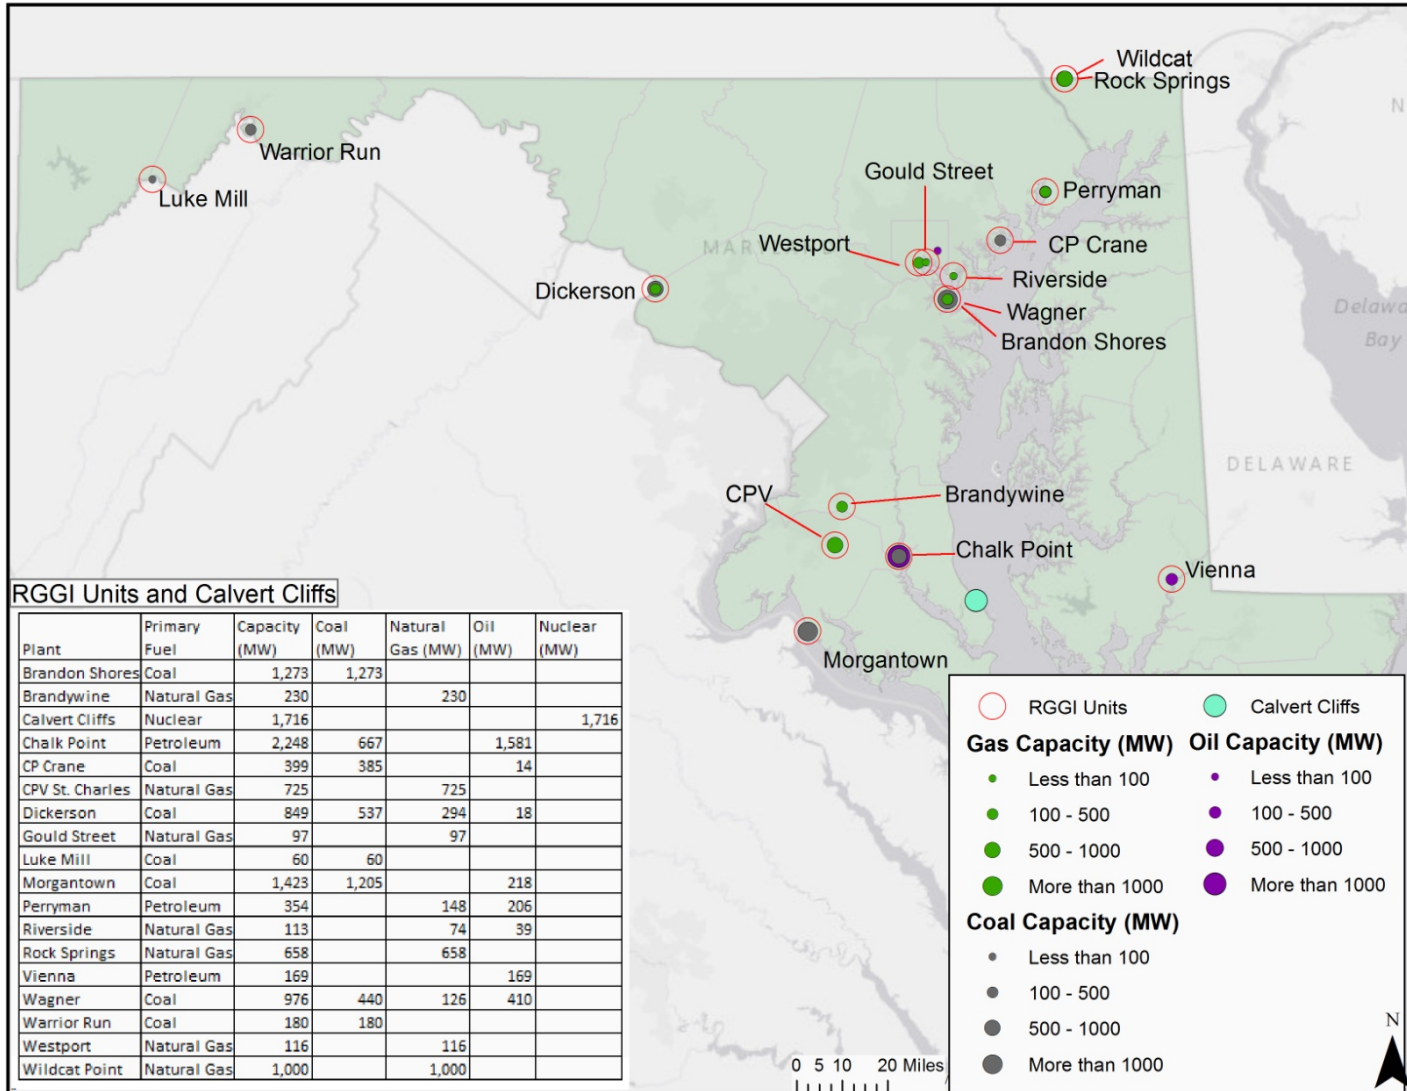 Wildcat
Rock Springs
Warrior Run
Luke Mill
Gould Street
Perryman
Westport
MARYLAND
CP Crane
Dickerson
Riverside
Wagner
Brandon Shores
Delawa
Bay
N
DELAWARE
CPV
Brandywine
Chalk Point
Vienna
Morgantown
RGGI Units and Calvert Cliffs
Plant Primary Fuel Capacity (MW) Coal (MW) Natural Gas (MW) Oil (MW) Nuclear (MW)
Brandon Shores Coal 1,273 1,273
Brandywine Natural Gas 230 230
Calvert Cliffs Nuclear 1,716 1,716
Chalk Point Petroleum 2,248 667 1,581
CP Crane Coal 399 385 14
CPV St. Charles Natural Gas 725 725
Dickerson Coal 849 537 294 18
Gould Street Natural Gas 97 97
Luke Mill Coal 60 60
Morgantown Coal 1,423 1,205 218
Perryman Petroleum 354 148 206
Riverside Natural Gas 113 74 39
Rock Springs Natural Gas 658 658
Vienna Petroleum 169 169
Wagner Coal 976 440 126 410
Warrior Run Coal 180 180
Westport Natural Gas 116 116
Wildcat Point Natural Gas 1,000 1,000
RGGI Units
Calvert Cliffs
Gas Capacity (MW)
Less than 100
100 - 500
500 - 1000
More than 1000
Oil Capacity (MW)
Less than 100
100 - 500
500 - 1000
More than 1000
Coal Capacity (MW)
Less than 100
100 - 500
500 - 1000
More than 1000
0 5 10 20 Miles
N